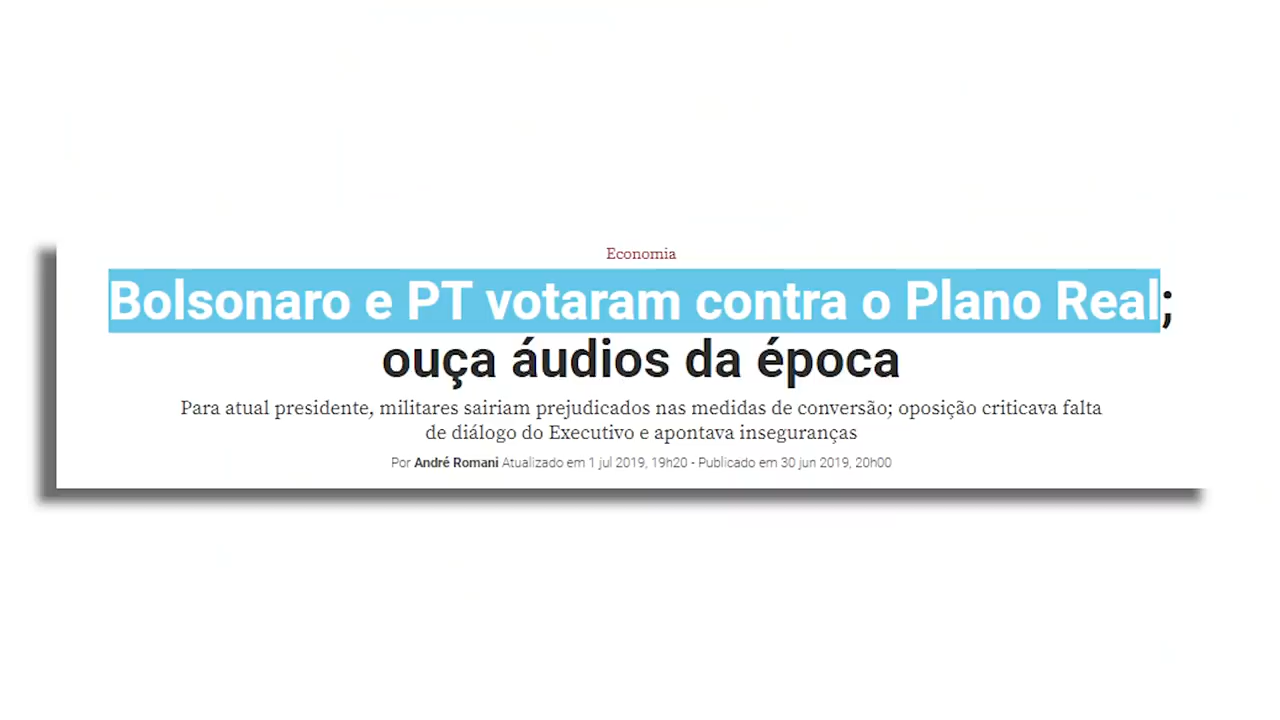 Economia
Bolsonaro e PT votaram contra o Plano Real;
ouça áudios da época
Para atual presidente, militares sairiam prejudicados nas medidas de conversão; oposição criticava falta
de diálogo do Executivo e apontava inseguranças
Por André Romani Atualizado em 1 jul 2019, 19h20 - Publicado em 30 jun 2019, 20h00